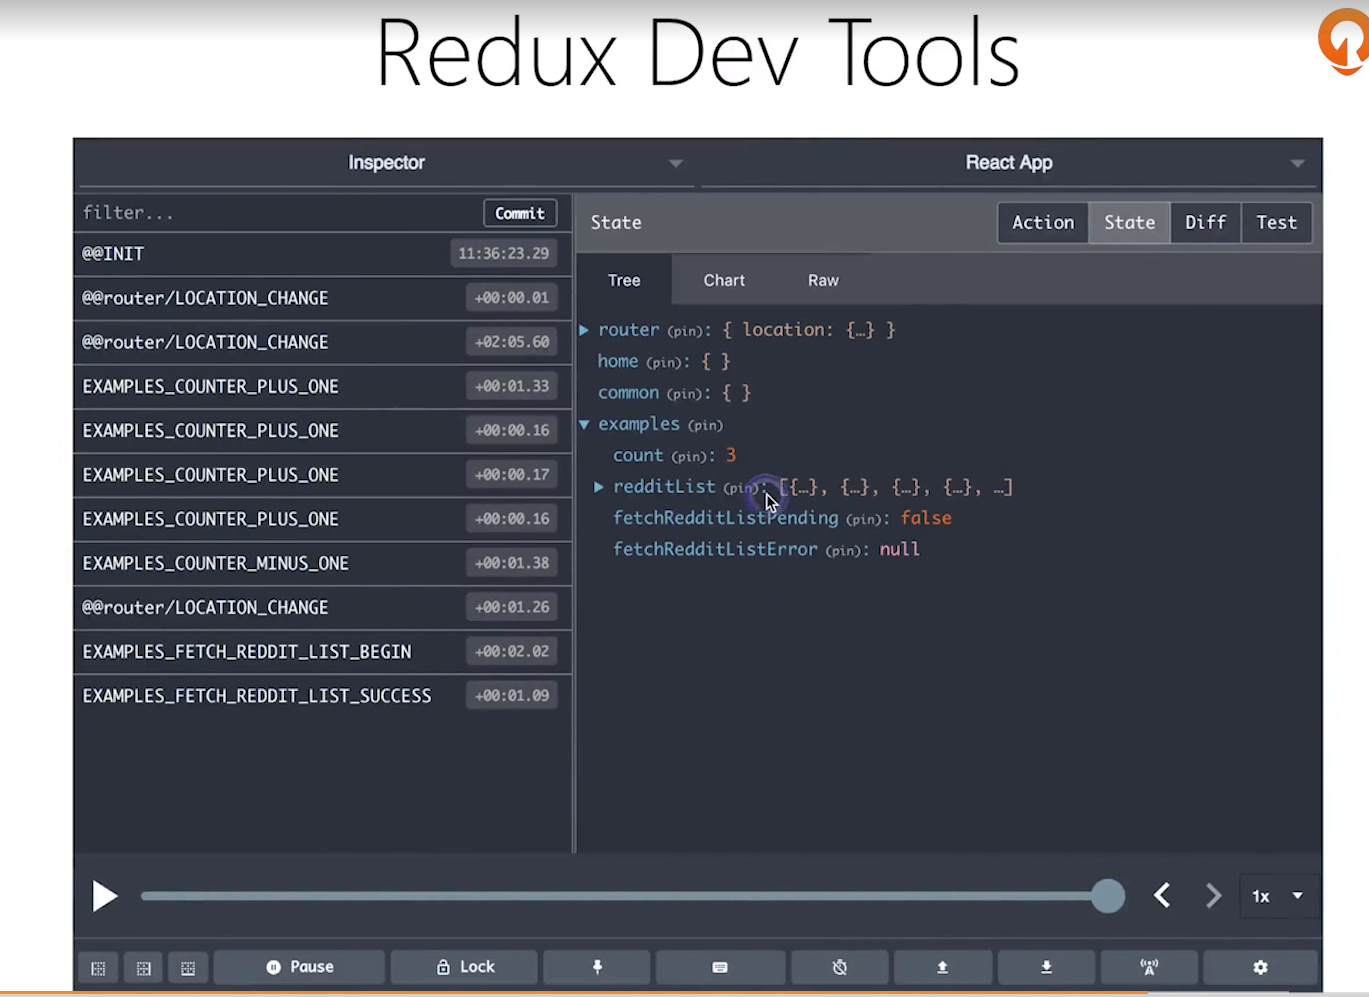 Redux Dev Tools
Inspector
React App
filter...
Commit
@@INIT
11:36:23.29
@@router/LOCATION_CHANGE
+00:00.01
@@router/LOCATION_CHANGE
+02:05.60
EXAMPLES_COUNTER_PLUS_ONE
+00:01.33
EXAMPLES_COUNTER_PLUS_ONE
+00:00.16
EXAMPLES_COUNTER_PLUS_ONE
+00:00.17
EXAMPLES_COUNTER_PLUS_ONE
+00:00.16
EXAMPLES_COUNTER_MINUS_ONE
+00:01.38
@@router/LOCATION_CHANGE
+00:01.26
EXAMPLES_FETCH_REDDIT_LIST_BEGIN
+00:02.02
EXAMPLES_FETCH_REDDIT_LIST_SUCCESS
+00:01.09
State
Action State Diff Test
Tree Chart Raw
router (pin): { location: {…} }
home (pin): { }
common (pin): { }
examples (pin)
count (pin): 3
redditList (pin): [{…}, {…}, {…}, {…}, …]
fetchRedditListPending (pin): false
fetchRedditListError (pin): null
1x
Pause
Lock